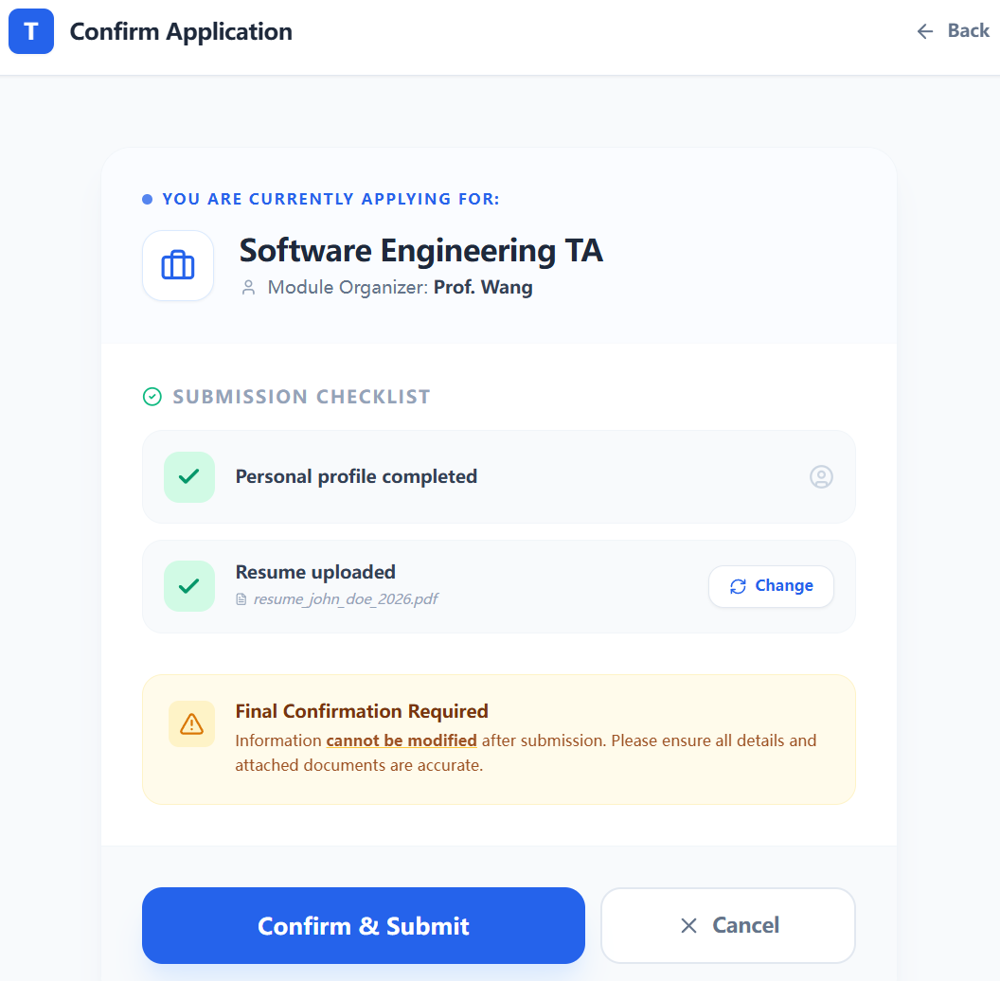 T Confirm Application
Back
YOU ARE CURRENTLY APPLYING FOR:
Software Engineering TA
Module Organizer: Prof. Wang
SUBMISSION CHECKLIST
Personal profile completed
Resume uploaded
resume_john_doe_2026.pdf
Change
Final Confirmation Required
Information cannot be modified after submission. Please ensure all details and
attached documents are accurate.
Confirm & Submit
Cancel